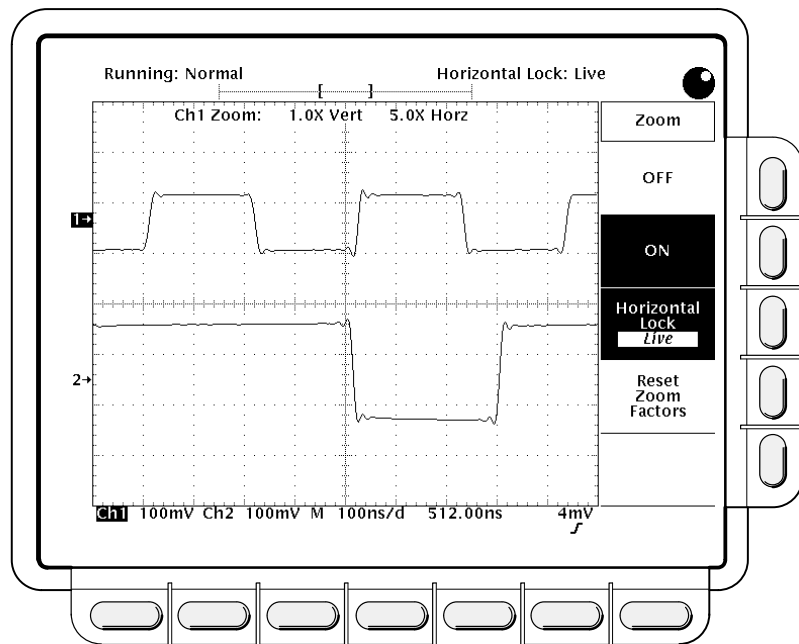 Running: Normal Horizontal Lock: Live
[ ]
Ch1 Zoom: 1.0X Vert 5.0X Horz
Zoom
OFF
1→
ON
Horizontal
Lock
Live
2→
Reset
Zoom
Factors
Ch1 100mV Ch2 100mV M 100ns/d 512.00ns 4mV